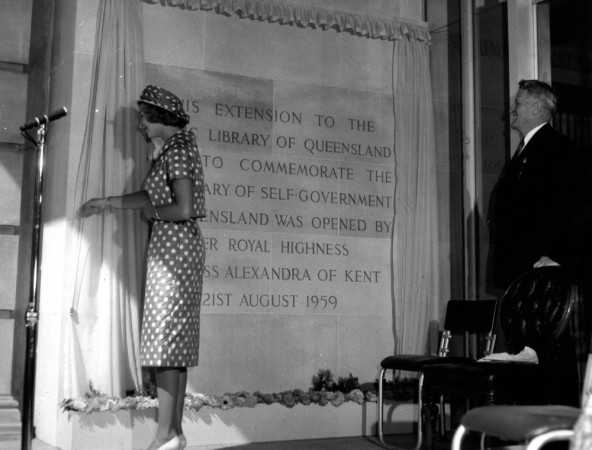 THIS EXTENSION TO THE
C LIBRARY OF QUEENSLAND
TO COMMEMORATE THE
ARY OF SELF-GOVERNMENT
ENSLAND WAS OPENED BY
ER ROYAL HIGHNESS
SS ALEXANDRA OF KENT
21ST AUGUST 1959